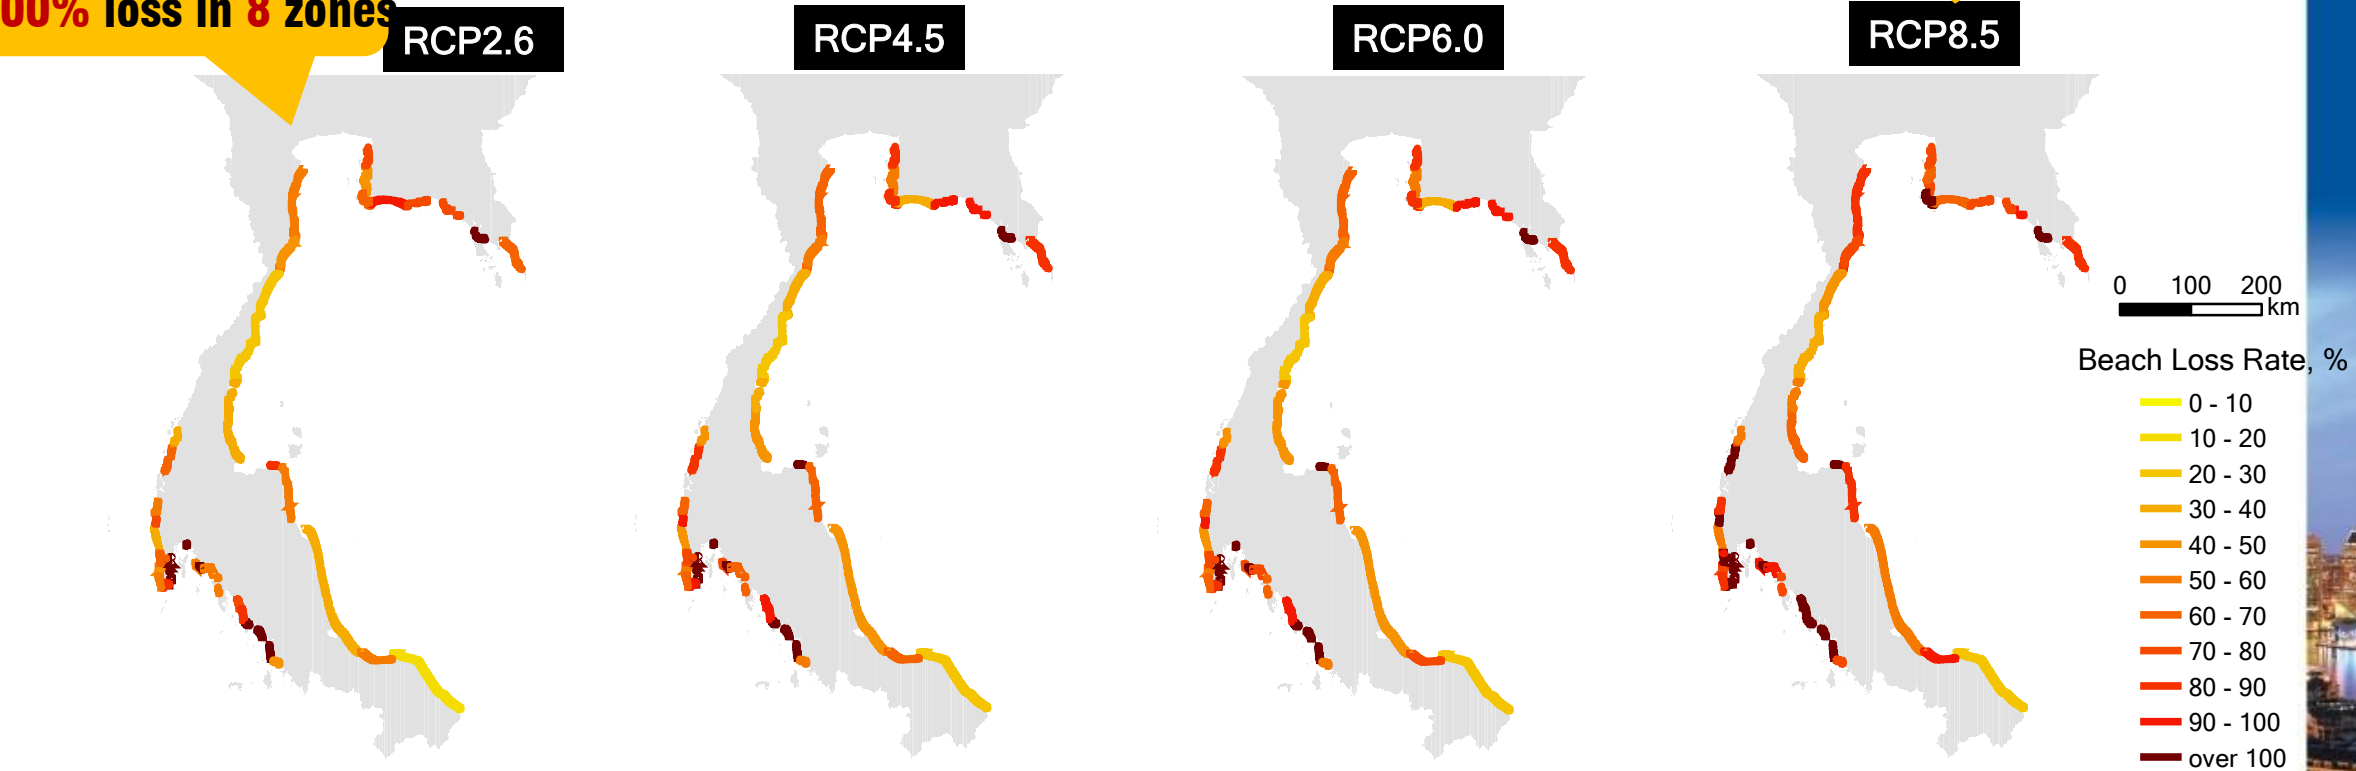 00% loss in 8 zones
RCP2.6
RCP4.5
RCP6.0
RCP8.5
0 100 200
km
Beach Loss Rate, %
0 - 10
10 - 20
20 - 30
30 - 40
40 - 50
50 - 60
60 - 70
70 - 80
80 - 90
90 - 100
over 100